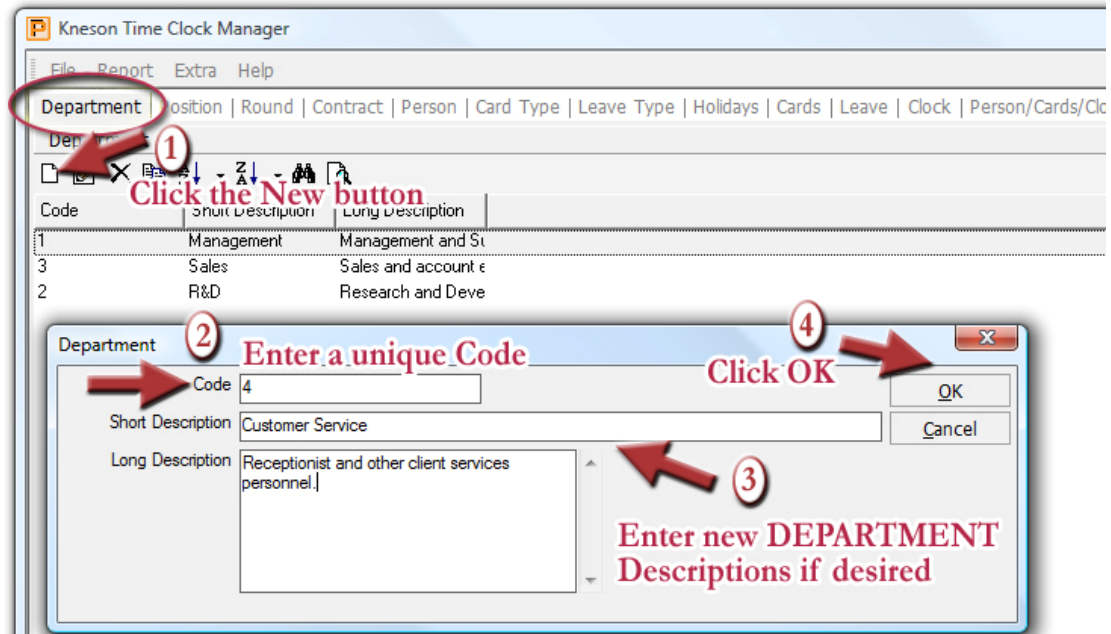 Kneson Time Clock Manager
File Report Extra Help
Department | Position | Round | Contract | Person | Card Type | Leave Type | Holidays | Cards | Leave | Clock | Person/Cards/Clo
Department
1
Click the New button
Code Short Description Long Description
1 Management Management and Su
3 Sales Sales and account e
2 R&D Research and Deve
Department
2
Enter a unique Code
4
Click OK
Code 4
OK
Short Description Customer Service
Cancel
Long Description Receptionist and other client services
personnel.
3
Enter new DEPARTMENT
Descriptions if desired